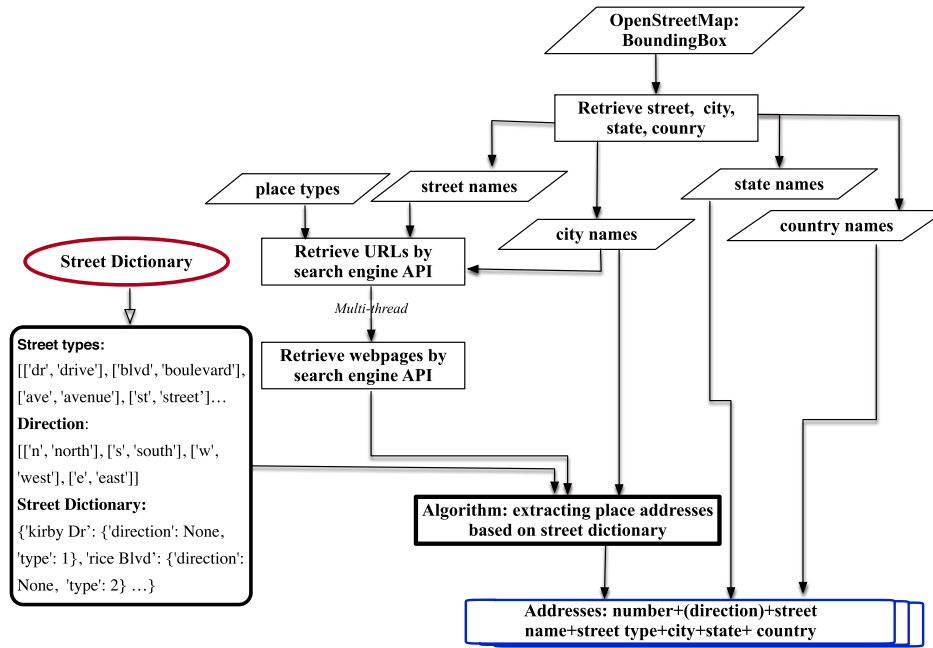 OpenStreetMap:
BoundingBox
Retrieve street, city,
state, counry
place types
street names
state names
city names
country names
Street Dictionary
Retrieve URLs by
search engine API
Multi-thread
Retrieve webpages by
search engine API
Street types:
[['dr', 'drive'], ['blvd', 'boulevard'],
['ave', 'avenue'], ['st', 'street’]…
Direction:
[['n', 'north'], ['s', 'south'], ['w',
'west'], ['e', 'east']]
Street Dictionary:
{'kirby Dr’: {'direction': None,
'type': 1}, 'rice Blvd’: {'direction':
None, 'type': 2} …}
Algorithm: extracting place addresses
based on street dictionary
Addresses: number+(direction)+street
name+street type+city+state+ country